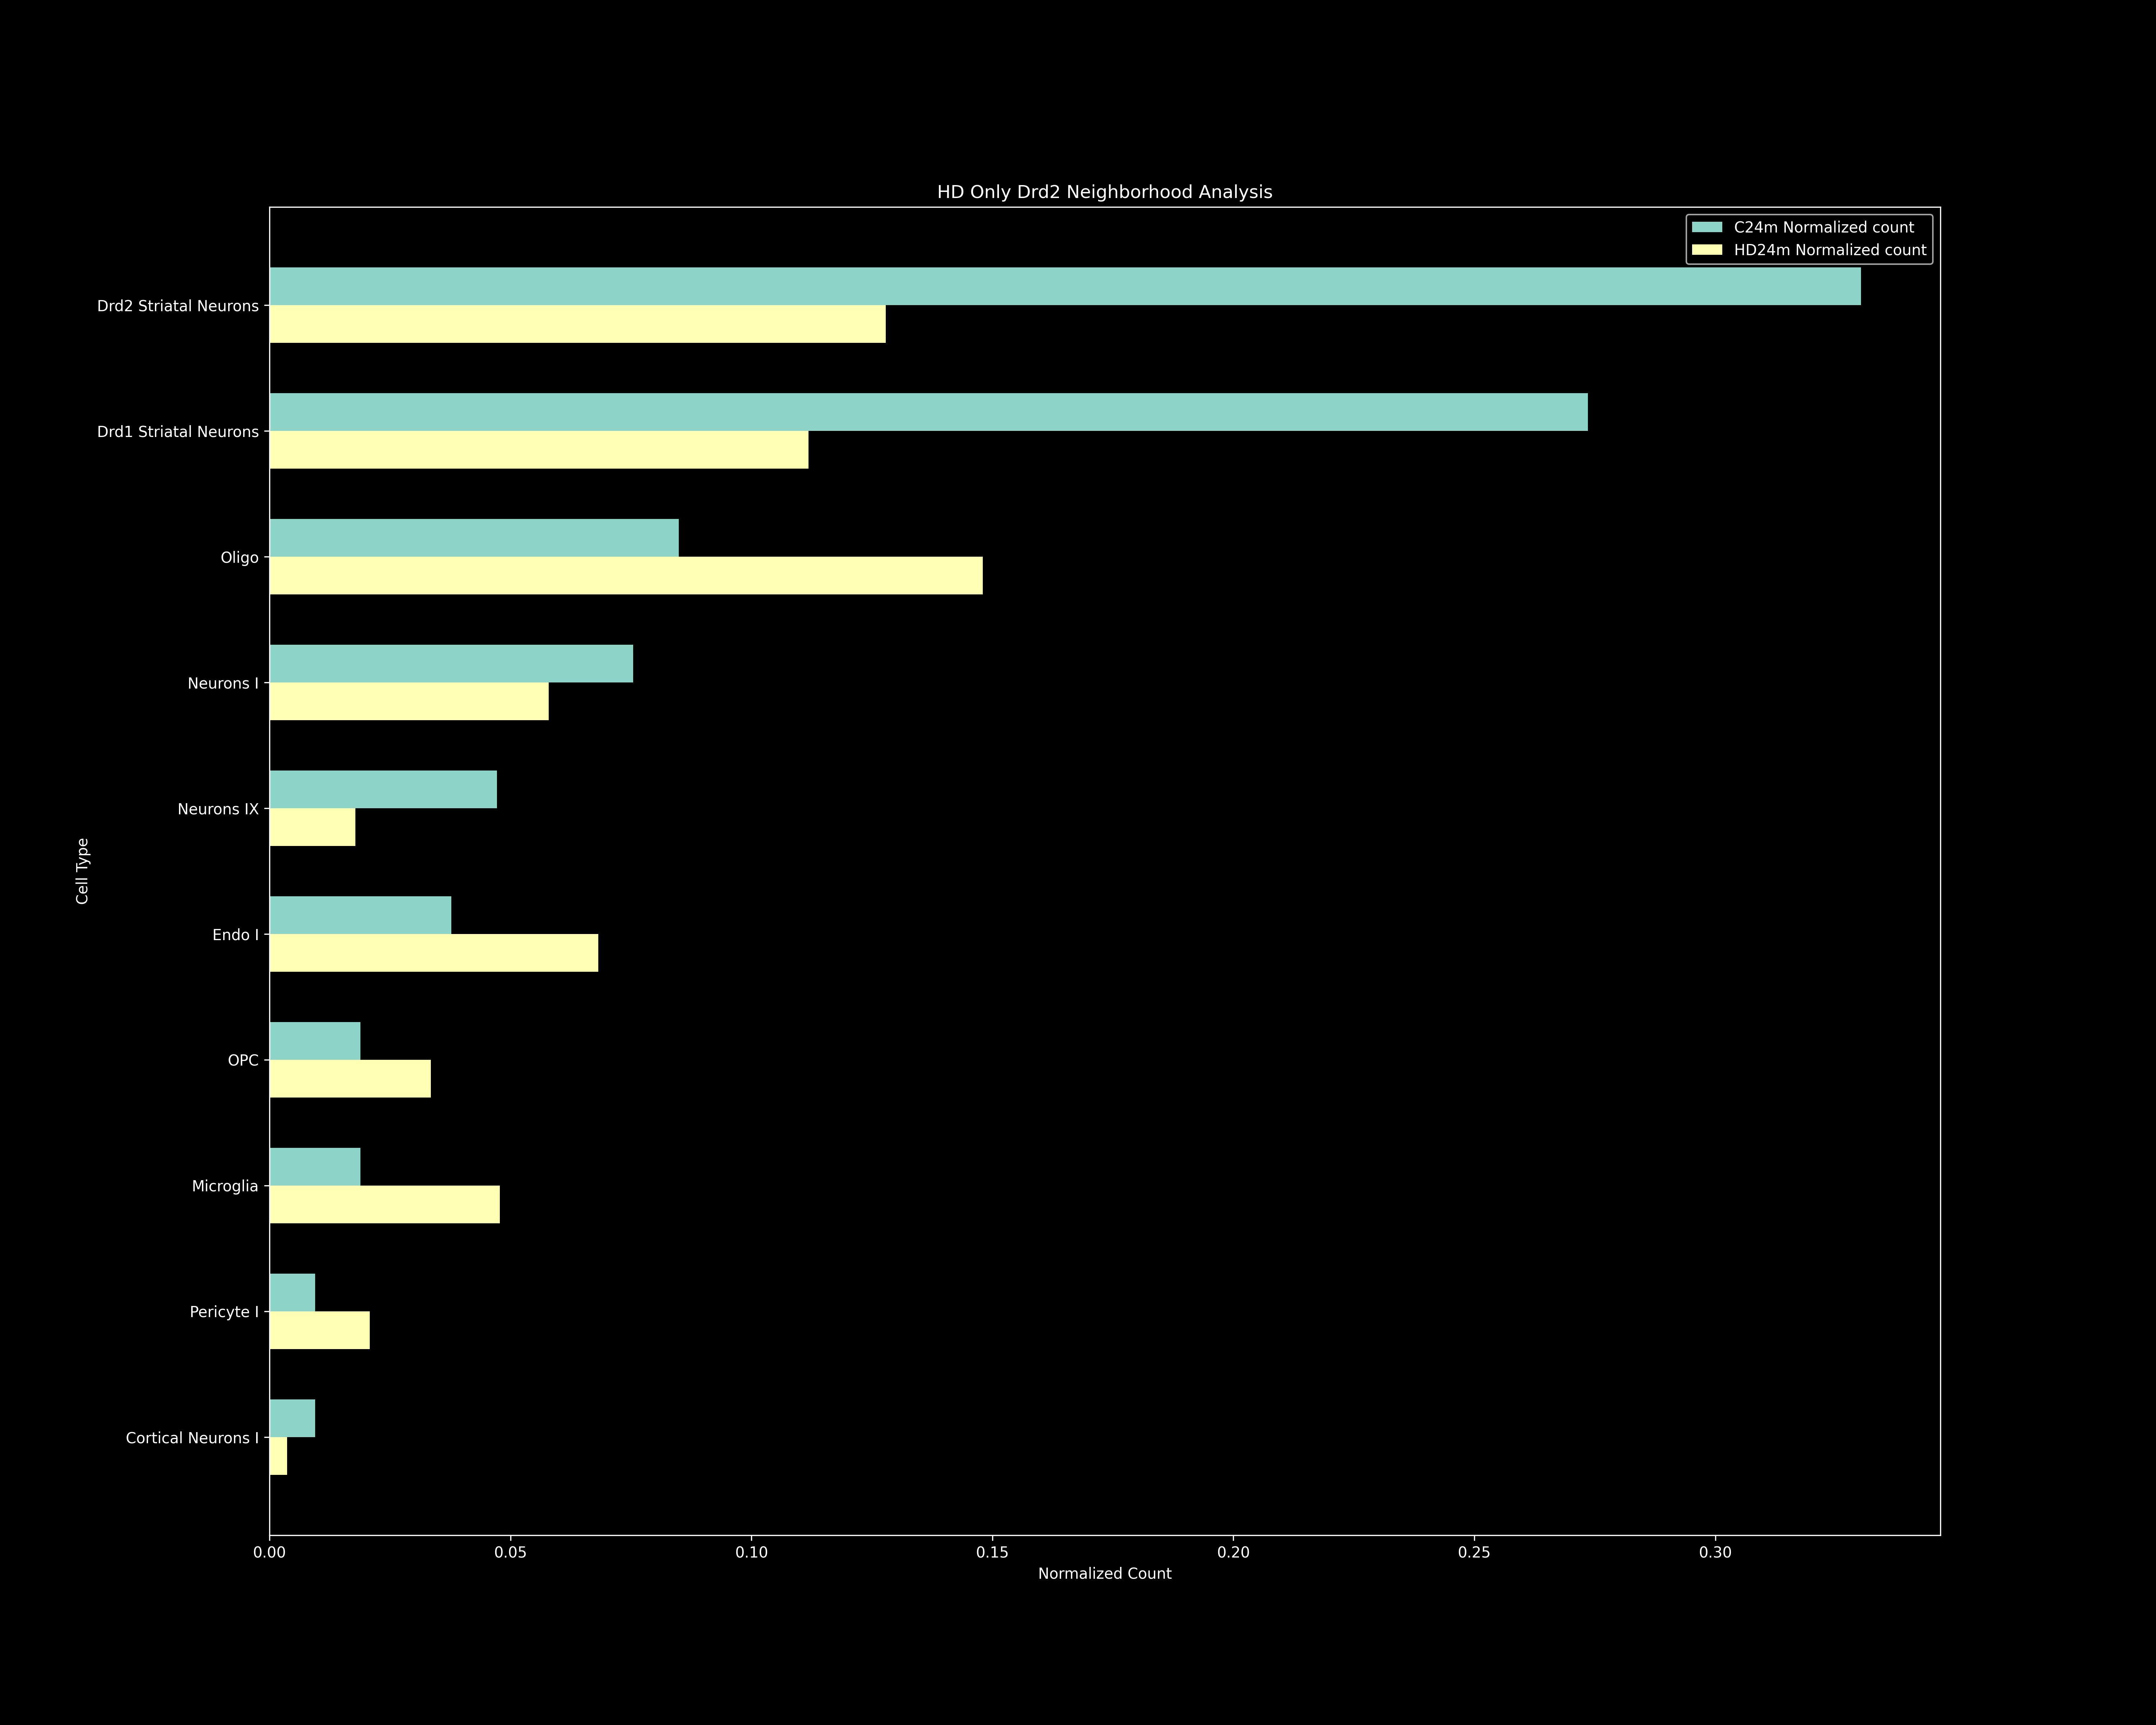 HD Only Drd2 Neighborhood Analysis
C24m Normalized count
HD24m Normalized count
Drd2 Striatal Neurons
Drd1 Striatal Neurons
Oligo
Neurons I
Neurons IX
Endo I
OPC
Microglia
Pericyte I
Cortical Neurons I
Cell Type
0.00 0.05 0.10 0.15 0.20 0.25 0.30
Normalized Count